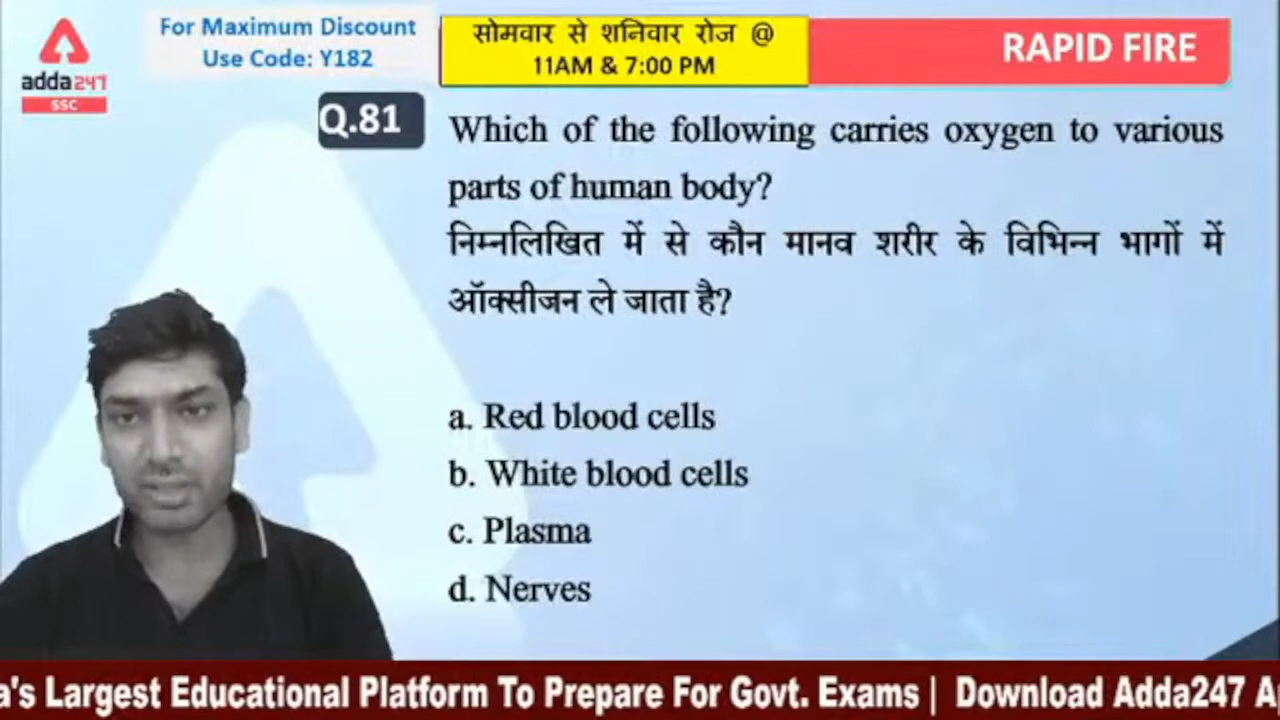 adda247
SSC
For Maximum Discount
Use Code: Y182
सोमवार से शनिवार रोज @
11AM & 7:00 PM
RAPID FIRE
Q.81
Which of the following carries oxygen to various
parts of human body?
निम्नलिखित में से कौन मानव शरीर के विभिन्न भागों में
ऑक्सीजन ले जाता है?
a. Red blood cells
b. White blood cells
c. Plasma
d. Nerves
a's Largest Educational Platform To Prepare For Govt. Exams | Download Adda247 A